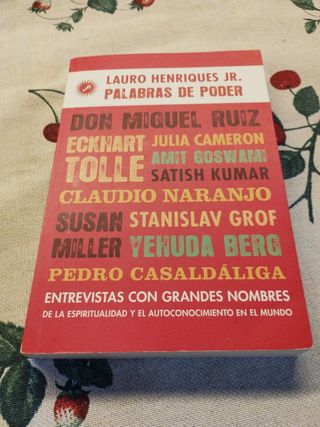 LAURO HENRIQUES JR.
PALABRAS DE PODER
DON MIGUEL RUIZ
ECKHART TOLLE
JULIA CAMERON
AMIT GOSWAMI
SATISH KUMAR
CLAUDIO NARANJO
SUSAN MILLER
STANISLAV GROF
YEHUDA BERG
PEDRO CASALDÁLIGA
ENTREVISTAS CON GRANDES NOMBRES
DE LA ESPIRITUALIDAD Y EL AUTOCONOCIMIENTO EN EL MUNDO